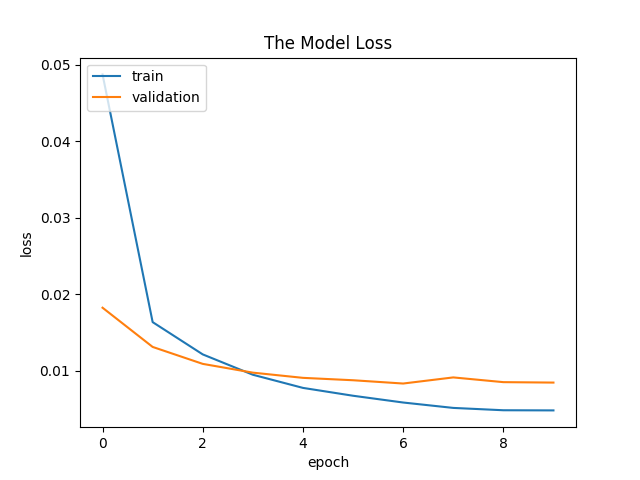 The Model Loss
train
validation
0.05
0.04
0.03
0.02
0.01
loss
0 2 4 6 8
epoch